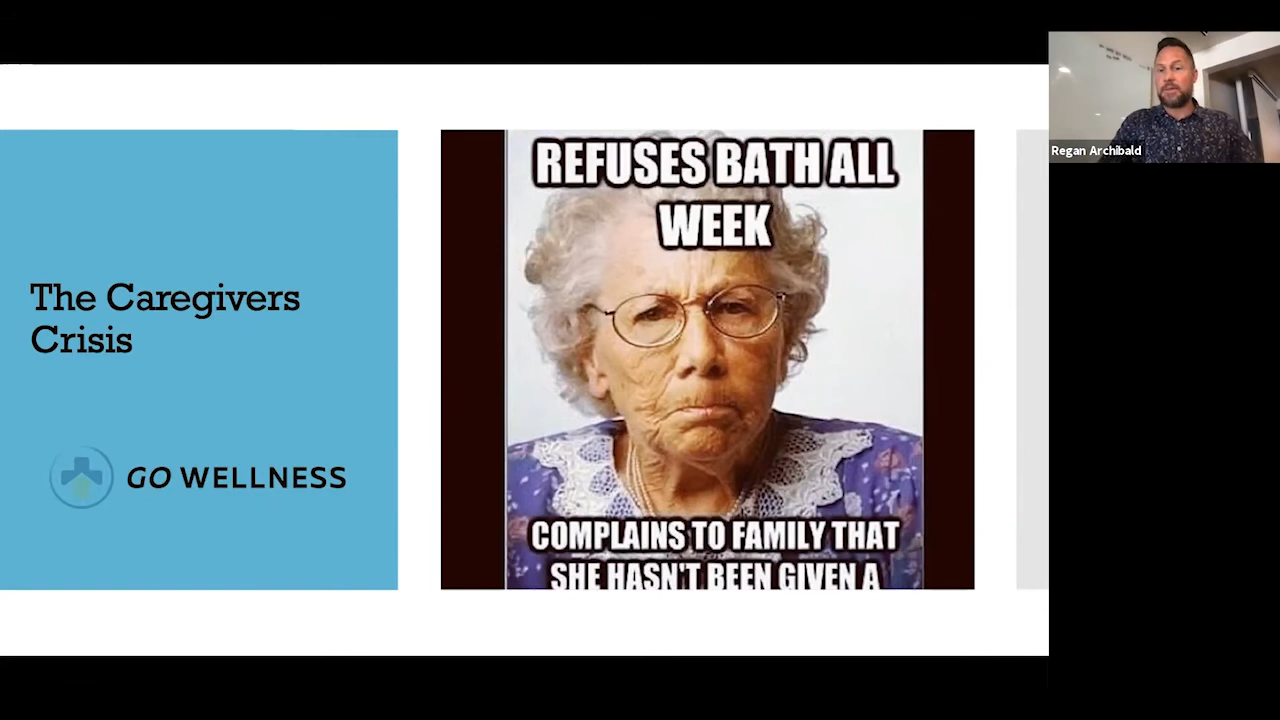 The Caregivers
Crisis
GO WELLNESS
REFUSES BATH ALL
WEEK
COMPLAINS TO FAMILY THAT
SHE HASN'T BEEN GIVEN A
Regan Archibald